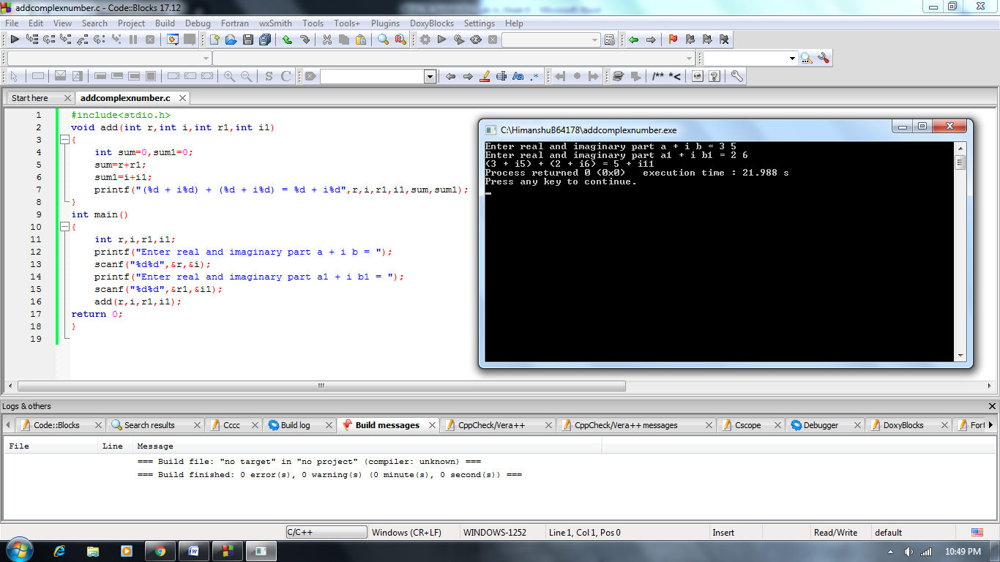 addcomplexnumber.c - Code::Blocks 17.12
File Edit View Search Project Build Debug Fortran wxSmith Tools Tools+ Plugins DoxyBlocks Settings Help
S C Aa .* /** *<
Start here addcomplexnumber.c
1 #include<stdio.h>
2 void add(int r,int i,int r1,int i1)
3 {
4 int sum=0,sum1=0;
5 sum=r+r1;
6 sum1=i+i1;
7 printf("(%d + i%d) + (%d + i%d) = %d + i%d",r,i,r1,i1,sum,sum1);
8 }
9 int main()
10 {
11 int r,i,r1,i1;
12 printf("Enter real and imaginary part a + i b = ");
13 scanf("%d%d",&r,&i);
14 printf("Enter real and imaginary part a1 + i b1 = ");
15 scanf("%d%d",&r1,&i1);
16 add(r,i,r1,i1);
17 return 0;
18 }
19
C:\HimanshuB64178\addcomplexnumber.exe
Enter real and imaginary part a + i b = 3 5
Enter real and imaginary part a1 + i b1 = 2 6
(3 + i5) + (2 + i6) = 5 + i11
Process returned 0 (0x0) execution time : 21.988 s
Press any key to continue.
Logs & others
Code::Blocks Search results Cccc Build log Build messages CppCheck/Vera++ CppCheck/Vera++ messages Cscope Debugger DoxyBlocks Fort
File Line Message
=== Build file: "no target" in "no project" (compiler: unknown) ===
=== Build finished: 0 error(s), 0 warning(s) (0 minute(s), 0 second(s)) ===
C/C++ Windows (CR+LF) WINDOWS-1252 Line 1, Col 1, Pos 0 Insert Read/Write default
10:49 PM